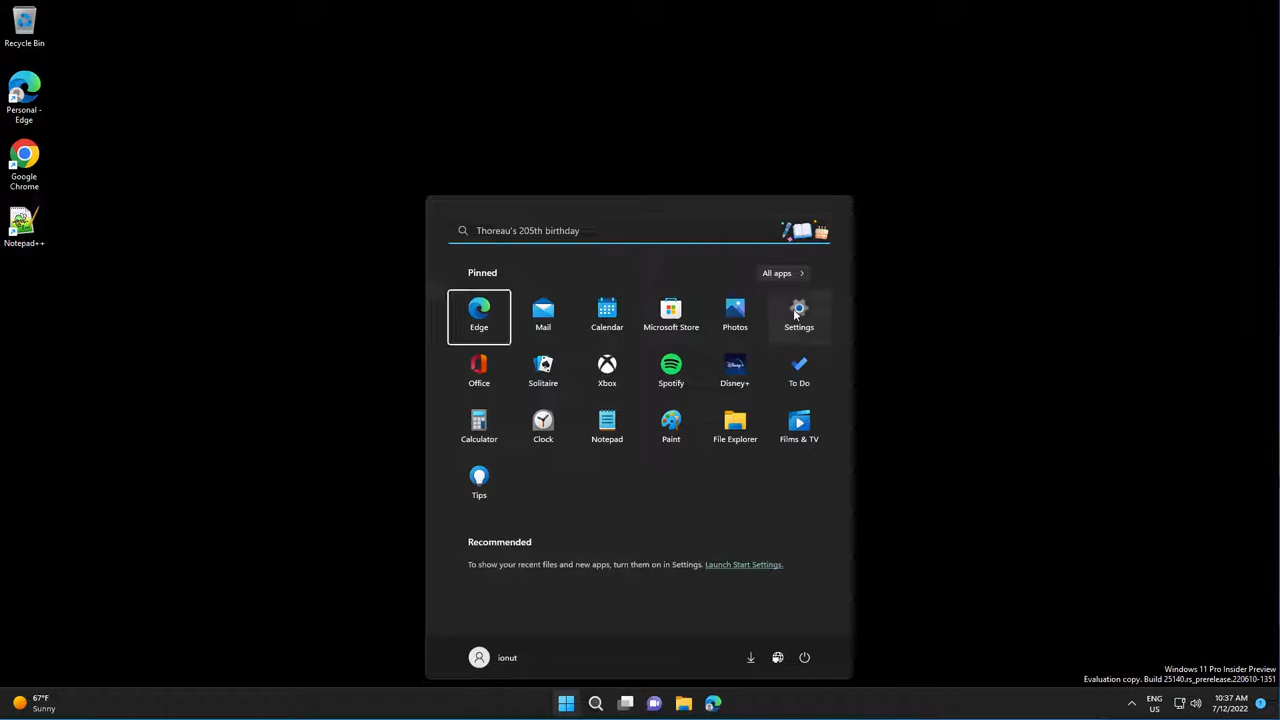 Recycle Bin
Personal -
Edge
Google
Chrome
Notepad++
Thoreau's 205th birthday
Pinned
All apps
Edge
Mail
Calendar
Microsoft Store
Photos
Settings
Office
Solitaire
Xbox
Spotify
Disney+
To Do
Calculator
Clock
Notepad
Paint
File Explorer
Films & TV
Tips
Recommended
To show your recent files and new apps, turn them on in Settings. Launch Start Settings.
ionut
Windows 11 Pro Insider Preview
Evaluation copy. Build 25140.rs_prerelease.220610-1351
67°F
Sunny
ENG
US
10:37 AM
7/12/2022
1